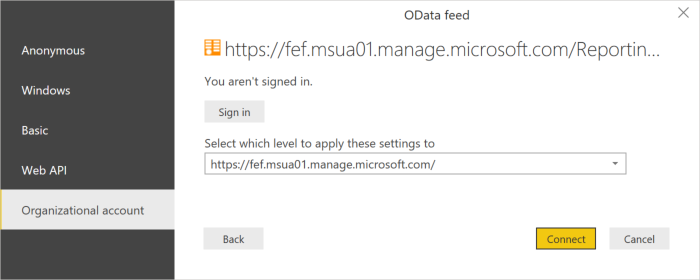 OData feed
Anonymous
Windows
Basic
Web API
Organizational account
https://fef.msua01.manage.microsoft.com/Reportin...
You aren't signed in.
Sign in
Select which level to apply these settings to
https://fef.msua01.manage.microsoft.com/
Back
Connect
Cancel